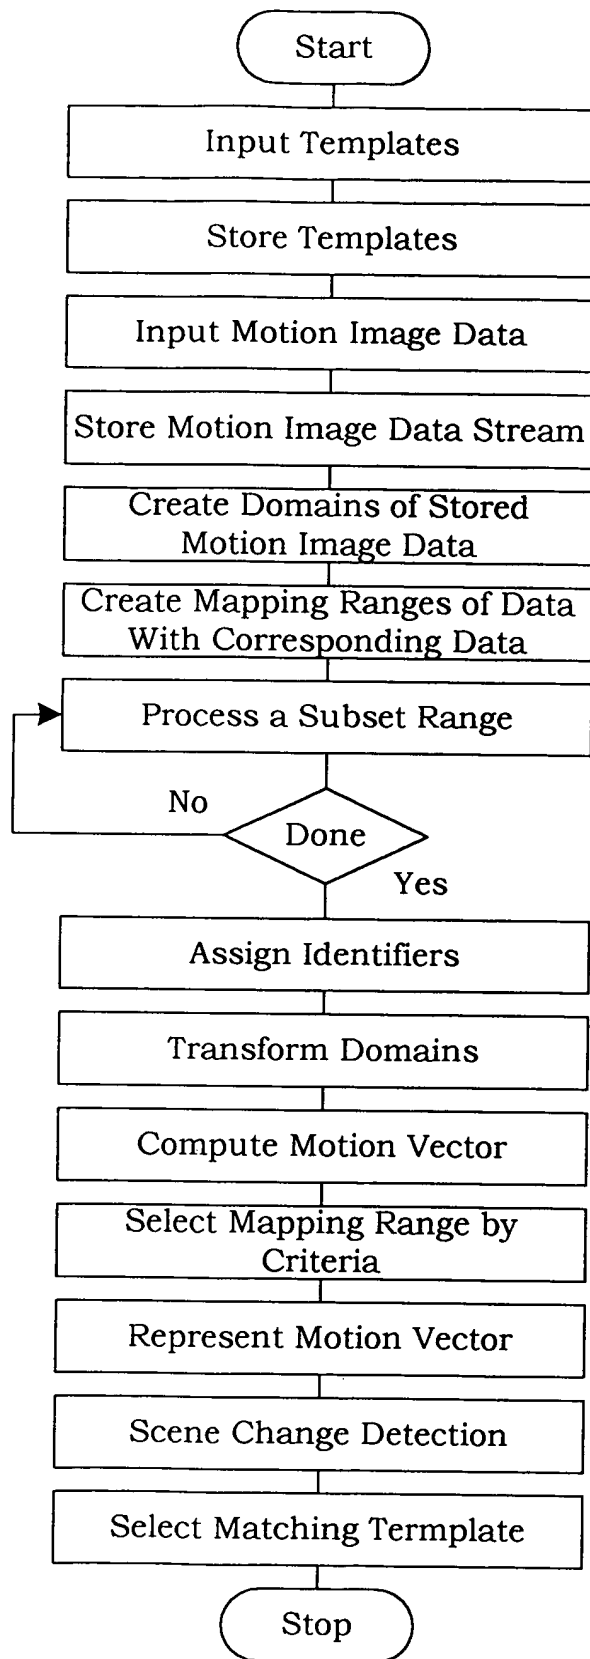 Start
Input Templates
Store Templates
Input Motion Image Data
Store Motion Image Data Stream
Create Domains of Stored
Motion Image Data
Create Mapping Ranges of Data
With Corresponding Data
Process a Subset Range
No
Done
Yes
Assign Identifiers
Transform Domains
Compute Motion Vector
Select Mapping Range by
Criteria
Represent Motion Vector
Scene Change Detection
Select Matching Termplate
Stop